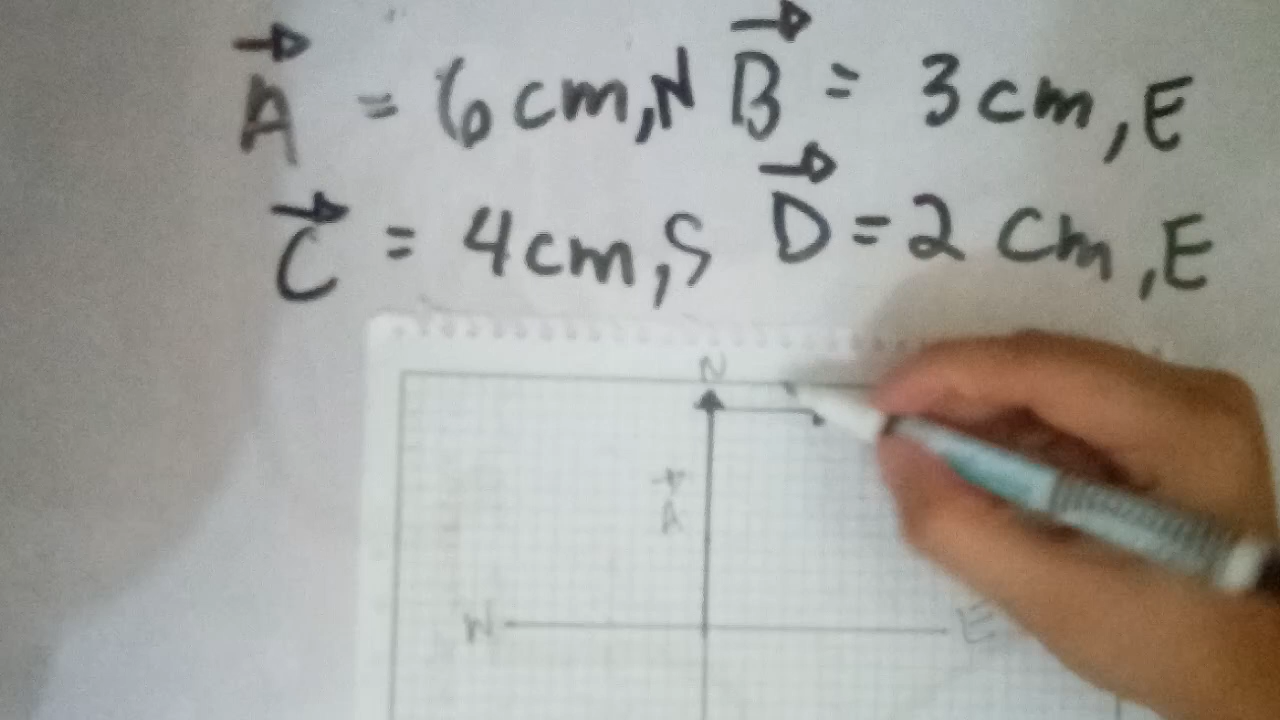 A = 6 cm, N B = 3 cm, E
C = 4 cm, S D = 2 cm, E
N
A
W E